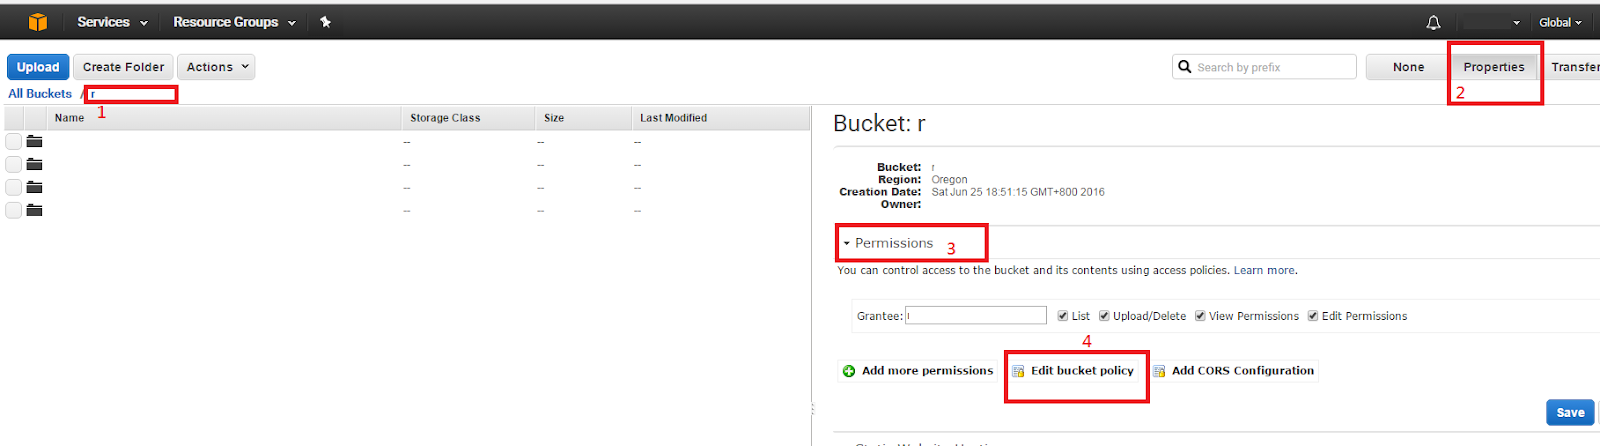 Services Resource Groups Global
Upload Create Folder Actions Search by prefix None Properties Transfer
2
All Buckets / r
1
Name Storage Class Size Last Modified
-- -- --
-- -- --
-- -- --
-- -- --
Bucket: r
Bucket: r
Region: Oregon
Creation Date: Sat Jun 25 18:51:15 GMT+800 2016
Owner:
Permissions 3
You can control access to the bucket and its contents using access policies. Learn more.
Grantee: List Upload/Delete View Permissions Edit Permissions
4
Add more permissions Edit bucket policy Add CORS Configuration
Save